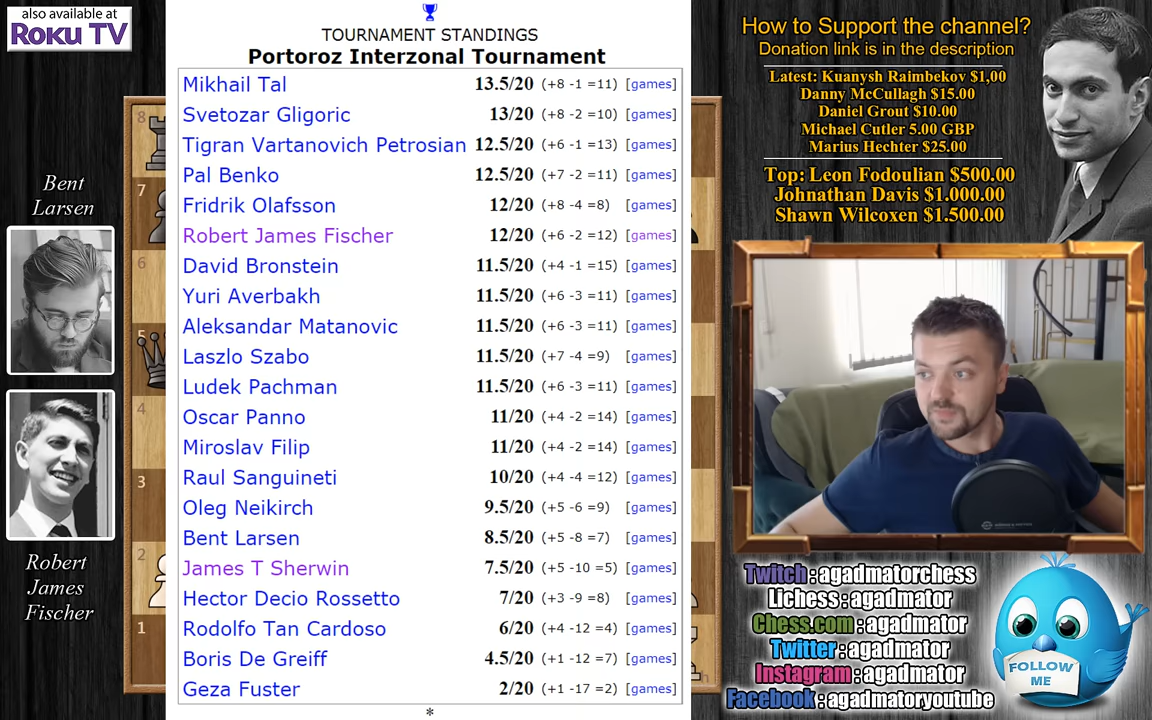 also available at
ROKU TV
Bent
Larsen
Robert
James
Fischer
8
7
6
5
4
3
2
1
TOURNAMENT STANDINGS
Portoroz Interzonal Tournament
Mikhail Tal 13.5/20 (+8 -1 =11) [games]
Svetozar Gligoric 13/20 (+8 -2 =10) [games]
Tigran Vartanovich Petrosian 12.5/20 (+6 -1 =13) [games]
Pal Benko 12.5/20 (+7 -2 =11) [games]
Fridrik Olafsson 12/20 (+8 -4 =8) [games]
Robert James Fischer 12/20 (+6 -2 =12) [games]
David Bronstein 11.5/20 (+4 -1 =15) [games]
Yuri Averbakh 11.5/20 (+6 -3 =11) [games]
Aleksandar Matanovic 11.5/20 (+6 -3 =11) [games]
Laszlo Szabo 11.5/20 (+7 -4 =9) [games]
Ludek Pachman 11.5/20 (+6 -3 =11) [games]
Oscar Panno 11/20 (+4 -2 =14) [games]
Miroslav Filip 11/20 (+4 -2 =14) [games]
Raul Sanguineti 10/20 (+4 -4 =12) [games]
Oleg Neikirch 9.5/20 (+5 -6 =9) [games]
Bent Larsen 8.5/20 (+5 -8 =7) [games]
James T Sherwin 7.5/20 (+5 -10 =5) [games]
Hector Decio Rossetto 7/20 (+3 -9 =8) [games]
Rodolfo Tan Cardoso 6/20 (+4 -12 =4) [games]
Boris De Greiff 4.5/20 (+1 -12 =7) [games]
Geza Fuster 2/20 (+1 -17 =2) [games]
*
How to Support the channel?
Donation link is in the description
Latest: Kuanysh Raimbekov $1,00
Danny McCullagh $15.00
Daniel Grout $10.00
Michael Cutler 5.00 GBP
Marius Hechter $25.00
Top: Leon Fodoulian $500.00
Johnathan Davis $1.000.00
Shawn Wilcoxen $1.500.00
Twitch: agadmatorchess
Lichess: agadmator
Chess.com: agadmator
Twitter: agadmator
Instagram: agadmator
Facebook: agadmatoryoutube
FOLLOW
ME